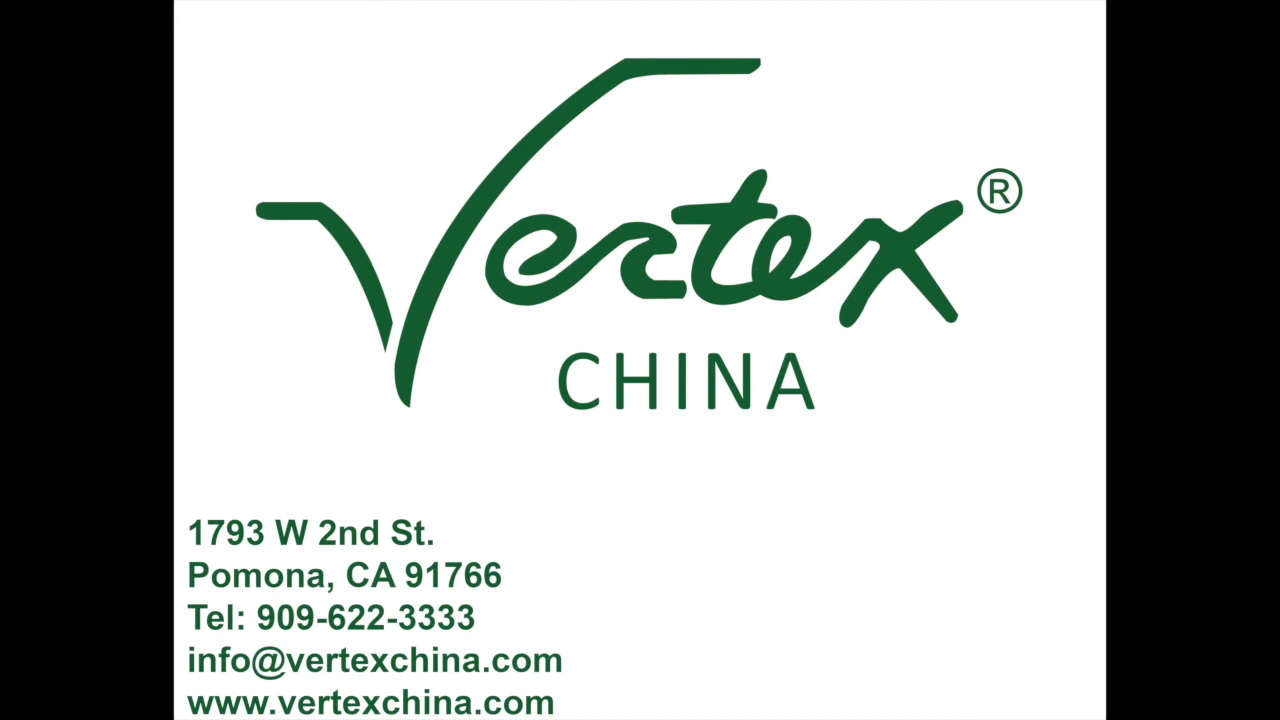 Vertex ®
CHINA
1793 W 2nd St.
Pomona, CA 91766
Tel: 909-622-3333
info@vertexchina.com
www.vertexchina.com